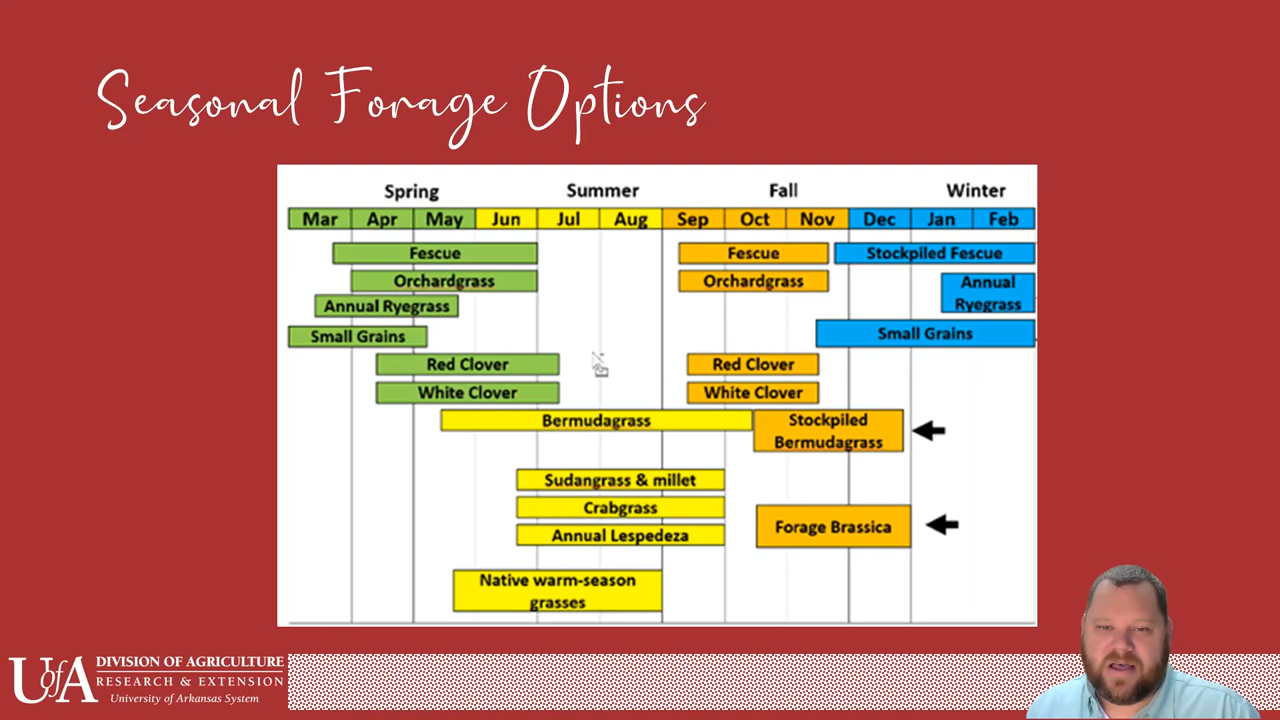 Seasonal Forage Options
Spring Summer Fall Winter
Mar Apr May Jun Jul Aug Sep Oct Nov Dec Jan Feb
Fescue Fescue Stockpiled Fescue
Orchardgrass Orchardgrass
Annual
Ryegrass
Annual Ryegrass
Small Grains Small Grains
Red Clover Red Clover
White Clover White Clover
Bermudagrass
Stockpiled
Bermudagrass
Sudangrass & millet
Crabgrass
Annual Lespedeza
Forage Brassica
Native warm-season
grasses
UofA
DIVISION OF AGRICULTURE
RESEARCH & EXTENSION
University of Arkansas System